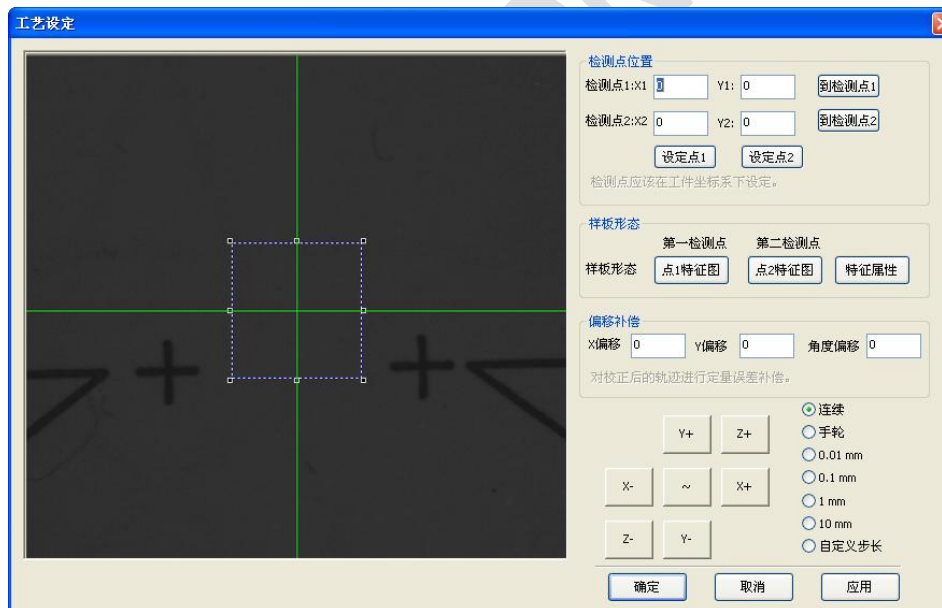 工艺设定
检测点位置
检测点1:X1 0 Y1: 0 到检测点1
检测点2:X2 0 Y2: 0 到检测点2
设定点1 设定点2
检测点应该在工件坐标系下设定。
样板形态
第一检测点 第二检测点
样板形态 点1特征图 点2特征图 特征属性
偏移补偿
X偏移 0 Y偏移 0 角度偏移 0
对校正后的轨迹进行定量误差补偿。
连续
Y+ Z+ 手轮
0.01 mm
X- ~ X+ 0.1 mm
1 mm
10 mm
Z- Y- 自定义步长
确定 取消 应用